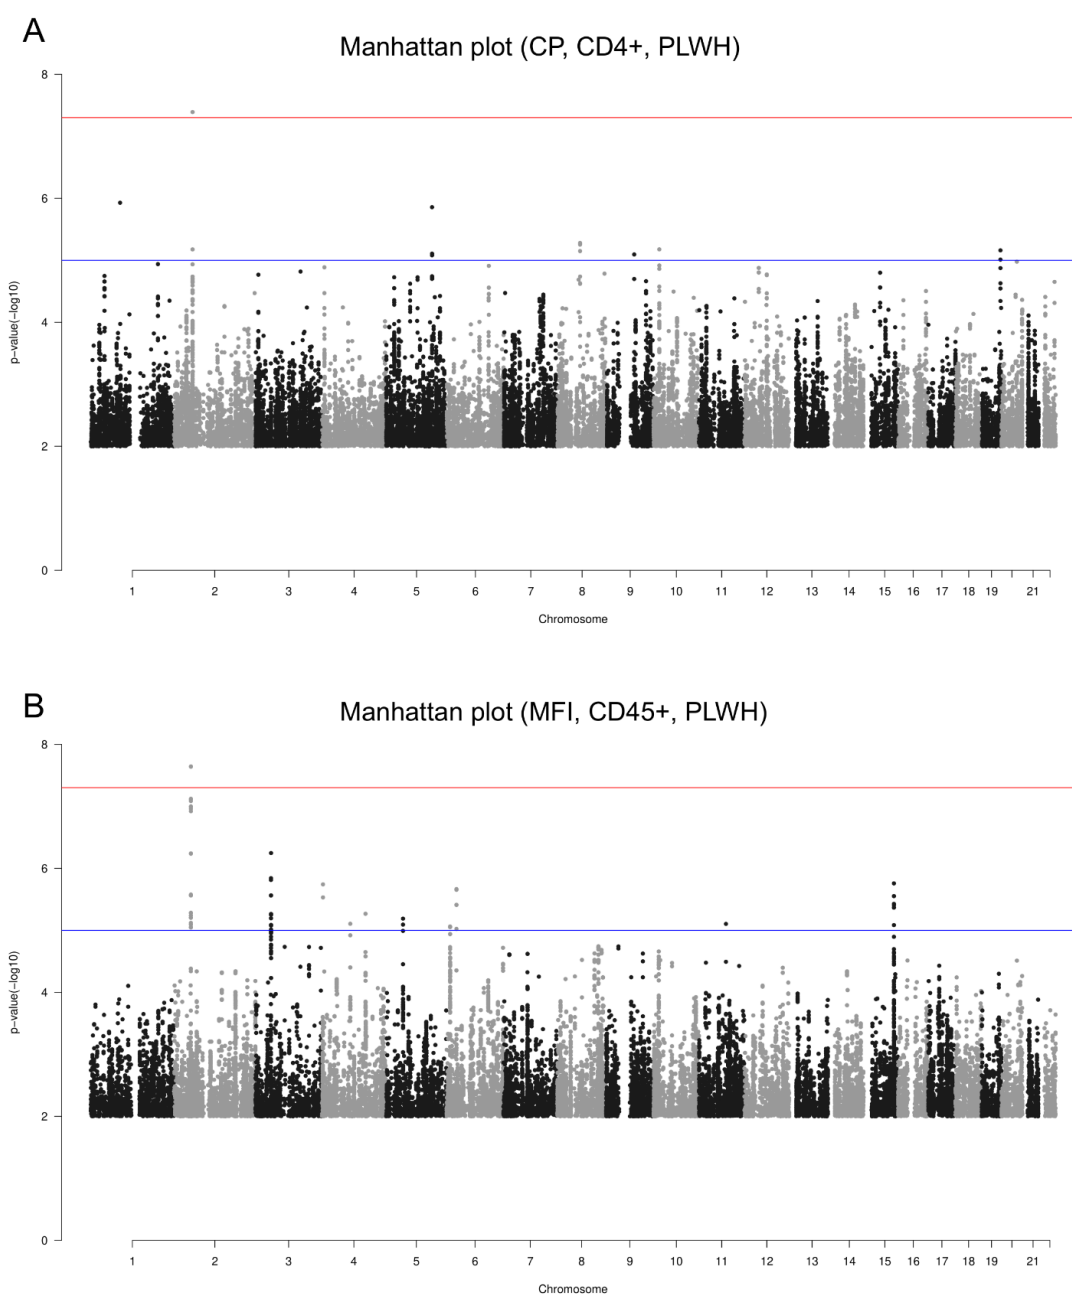 A
Manhattan plot (CP, CD4+, PLWH)
8
6
4
2
0
p−value(−log10)
1 2 3 4 5 6 7 8 9 10 11 12 13 14 15 16 17 18 19 21
Chromosome
B
Manhattan plot (MFI, CD45+, PLWH)
8
6
4
2
0
p−value(−log10)
1 2 3 4 5 6 7 8 9 10 11 12 13 14 15 16 17 18 19 21
Chromosome